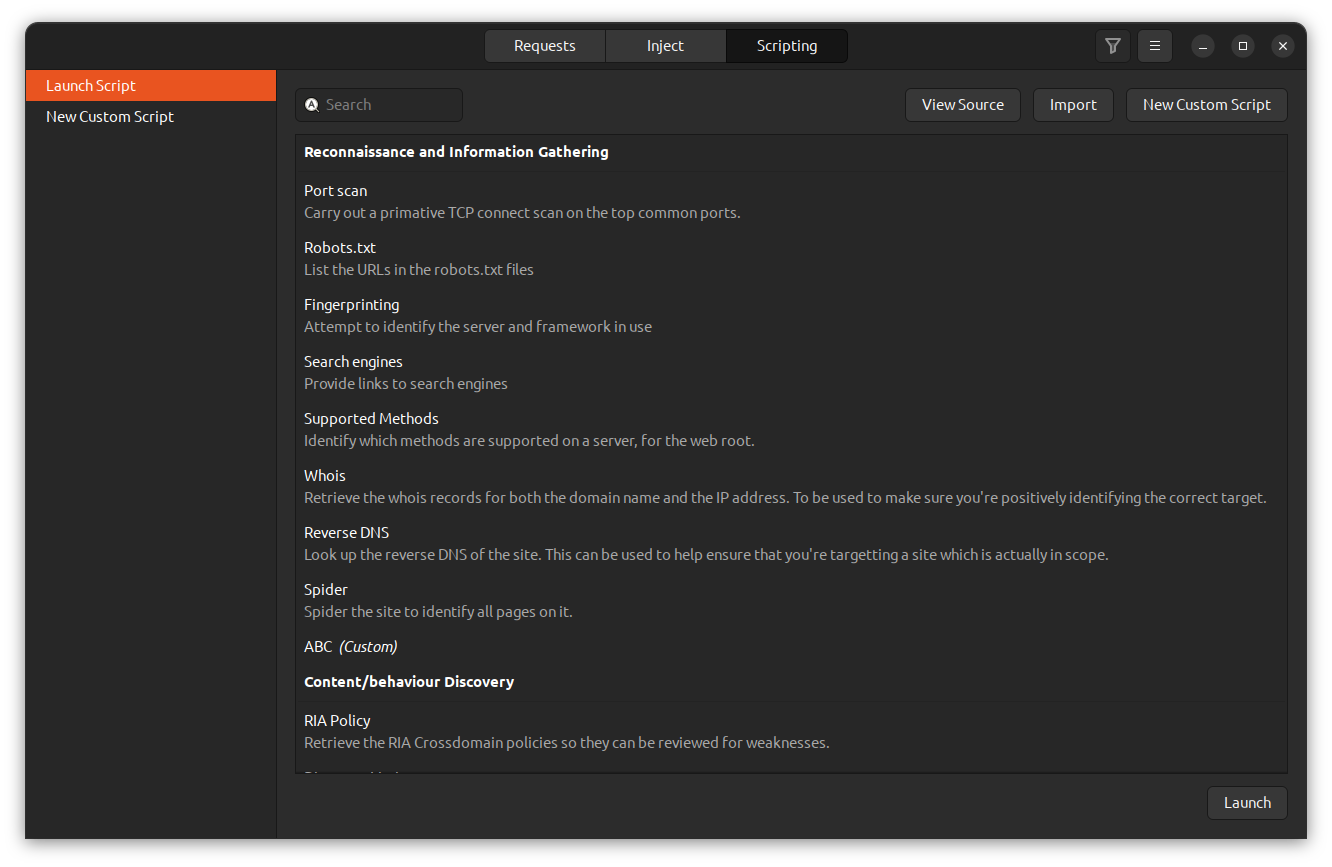 Requests
Inject
Scripting
Launch Script
New Custom Script
Search
View Source
Import
New Custom Script
Reconnaissance and Information Gathering
Port scan
Carry out a primative TCP connect scan on the top common ports.
Robots.txt
List the URLs in the robots.txt files
Fingerprinting
Attempt to identify the server and framework in use
Search engines
Provide links to search engines
Supported Methods
Identify which methods are supported on a server, for the web root.
Whois
Retrieve the whois records for both the domain name and the IP address. To be used to make sure you're positively identifying the correct target.
Reverse DNS
Look up the reverse DNS of the site. This can be used to help ensure that you're targetting a site which is actually in scope.
Spider
Spider the site to identify all pages on it.
ABC (Custom)
Content/behaviour Discovery
RIA Policy
Retrieve the RIA Crossdomain policies so they can be reviewed for weaknesses.
Launch